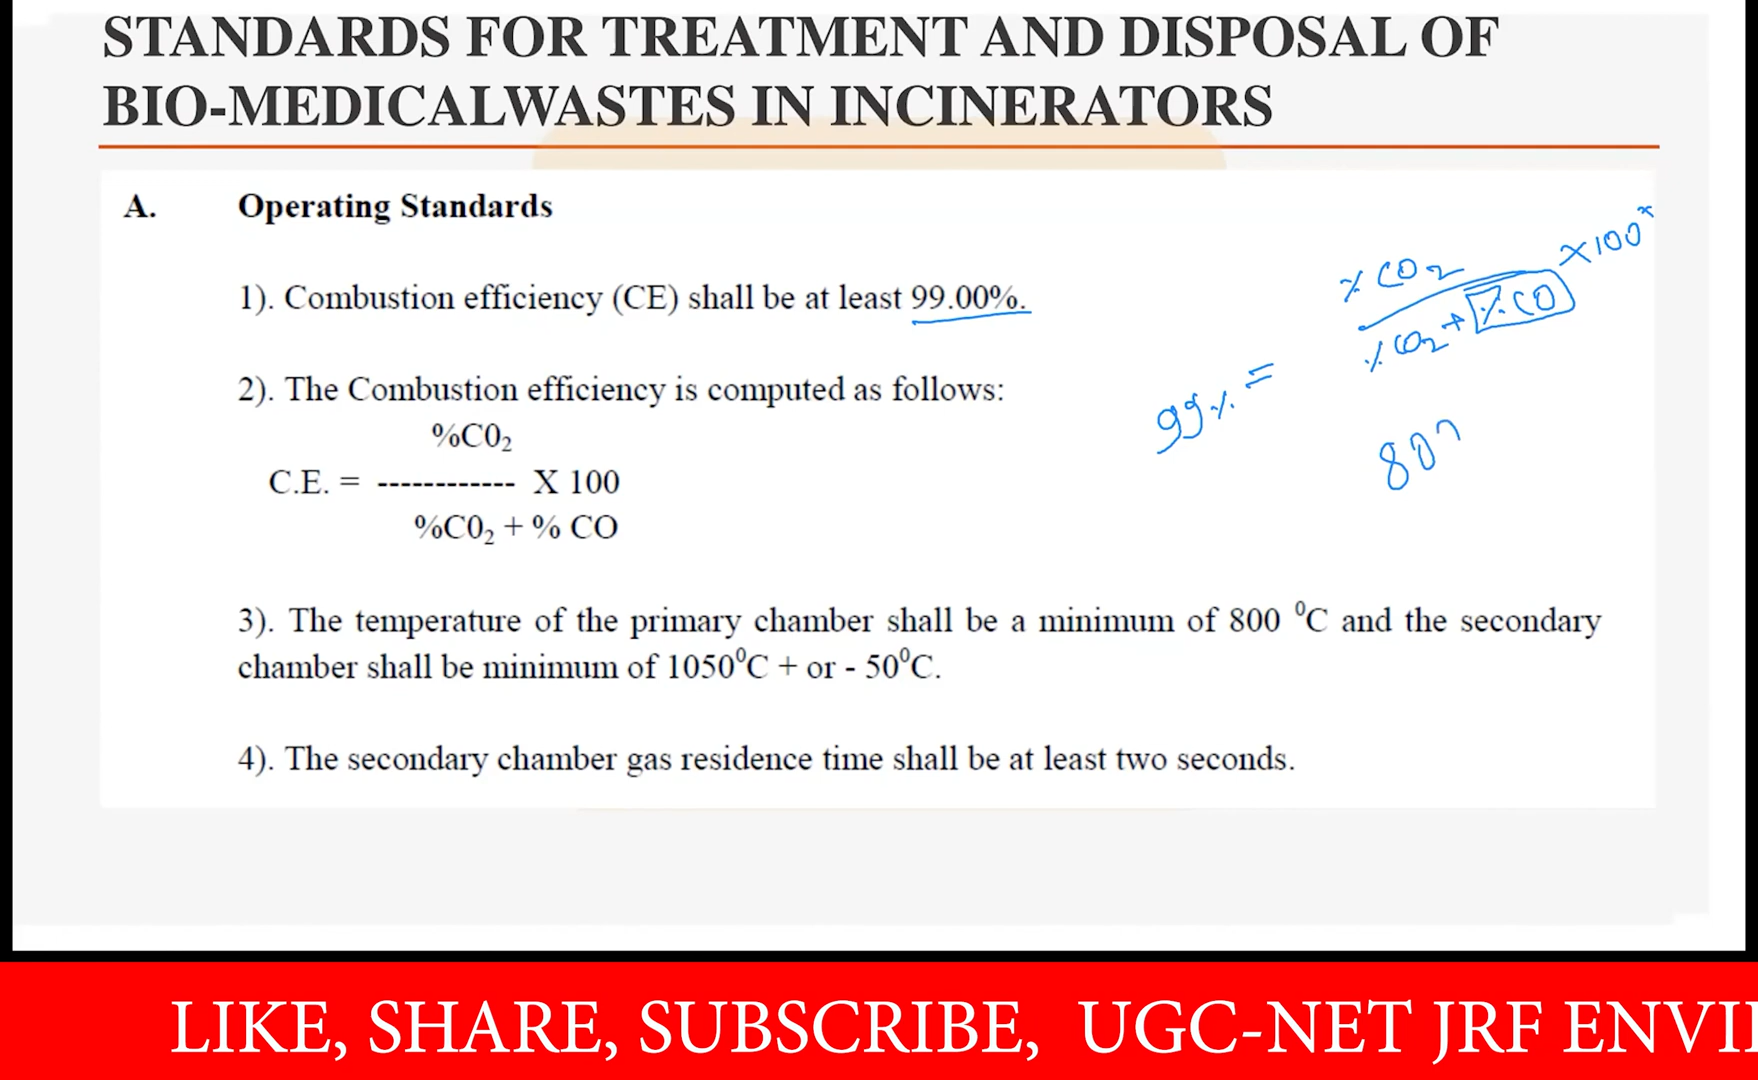 STANDARDS FOR TREATMENT AND DISPOSAL OF
BIO-MEDICALWASTES IN INCINERATORS
A. Operating Standards
1). Combustion efficiency (CE) shall be at least 99.00%.
2). The Combustion efficiency is computed as follows:
%C0₂
C.E. = ------------ X 100
%C0₂ + % CO
% CO₂ × 100
% CO₂ + % CO
99% =
80
3). The temperature of the primary chamber shall be a minimum of 800 ⁰C and the secondary
chamber shall be minimum of 1050⁰C + or - 50⁰C.
4). The secondary chamber gas residence time shall be at least two seconds.
LIKE, SHARE, SUBSCRIBE, UGC-NET JRF ENVI